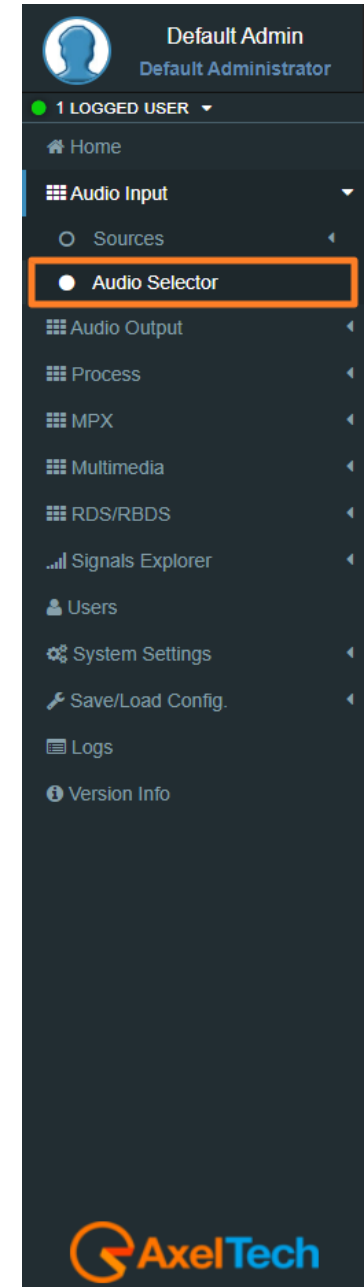 Default Admin
Default Administrator
1 LOGGED USER
Home
Audio Input
Sources
Audio Selector
Audio Output
Process
MPX
Multimedia
RDS/RBDS
Signals Explorer
Users
System Settings
Save/Load Config.
Logs
Version Info
AxelTech